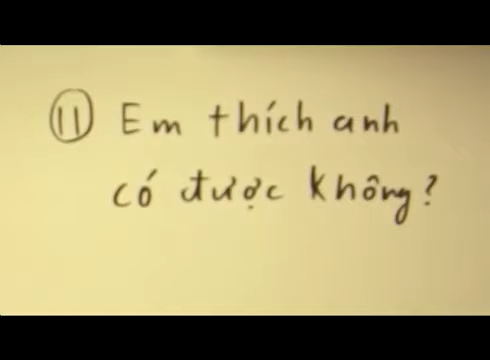 ⑪ Em thích anh
có được không?